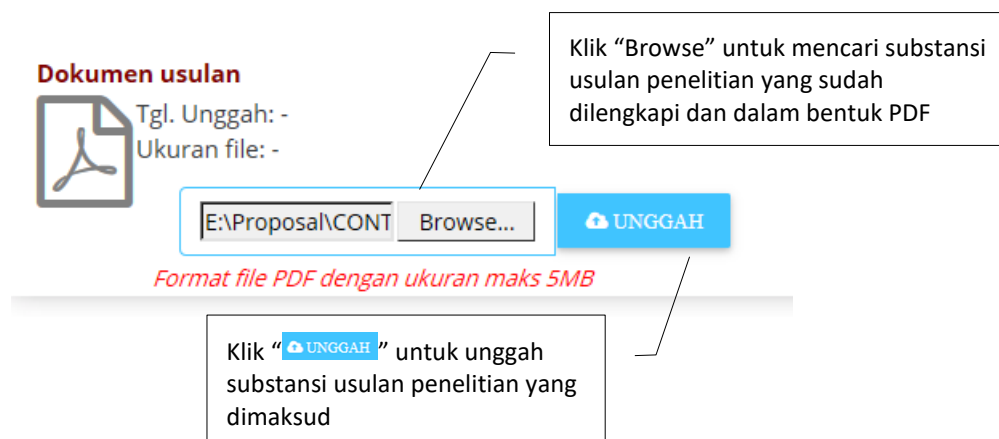 Klik “Browse” untuk mencari substansi
usulan penelitian yang sudah
dilengkapi dan dalam bentuk PDF
Dokumen usulan
Tgl. Unggah: -
Ukuran file: -
E:\Proposal\CONT
Browse...
UNGGAH
Format file PDF dengan ukuran maks 5MB
Klik “ UNGGAH ” untuk unggah
substansi usulan penelitian yang
dimaksud